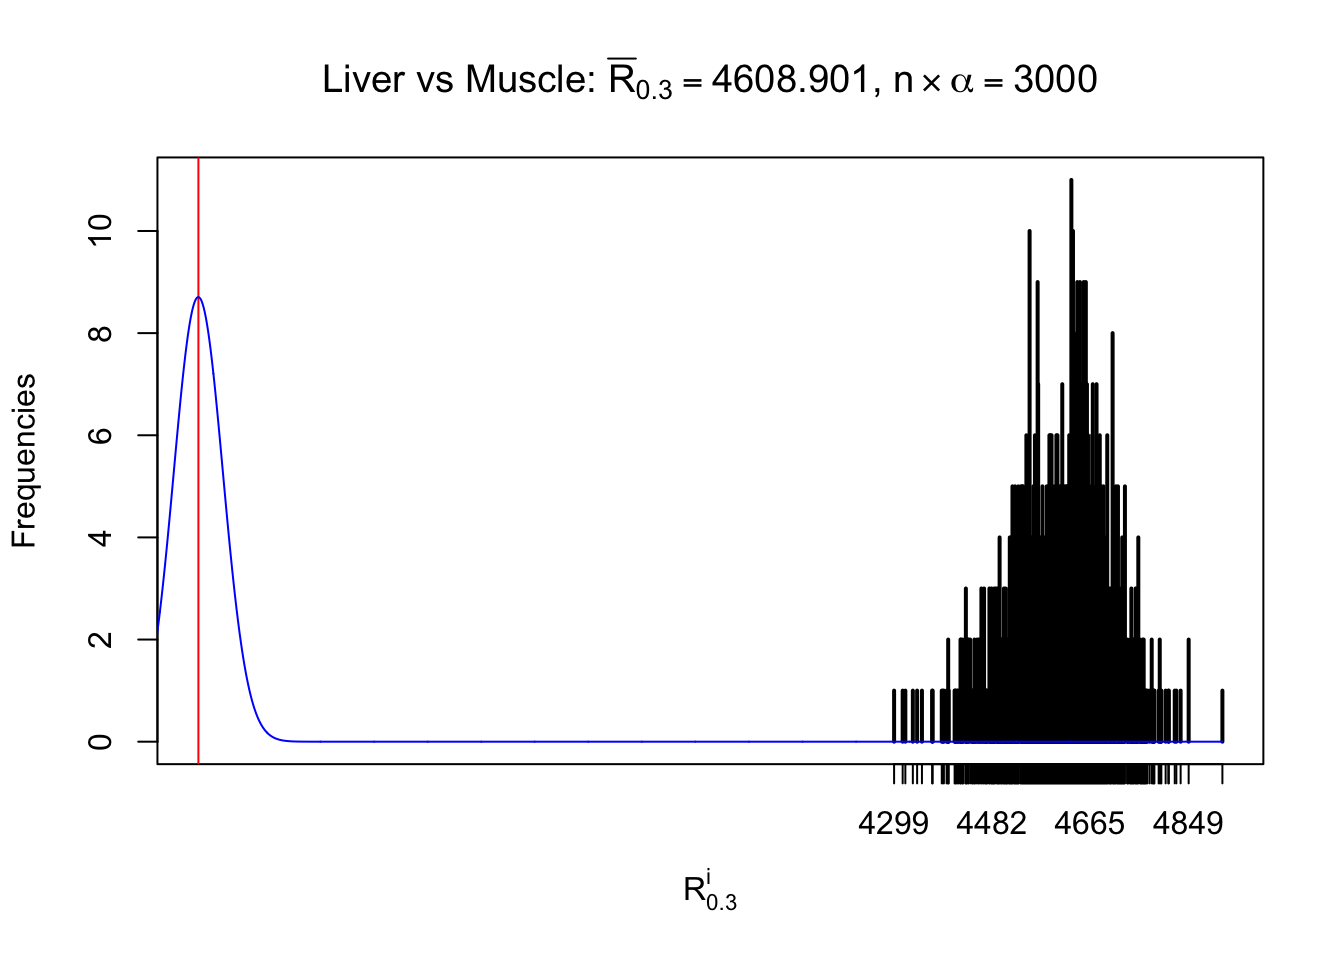 Liver vs Muscle: R̅0.3 = 4608.901, n × α = 3000
Frequencies
10
8
6
4
2
0
4299 4482 4665 4849
R0.3i